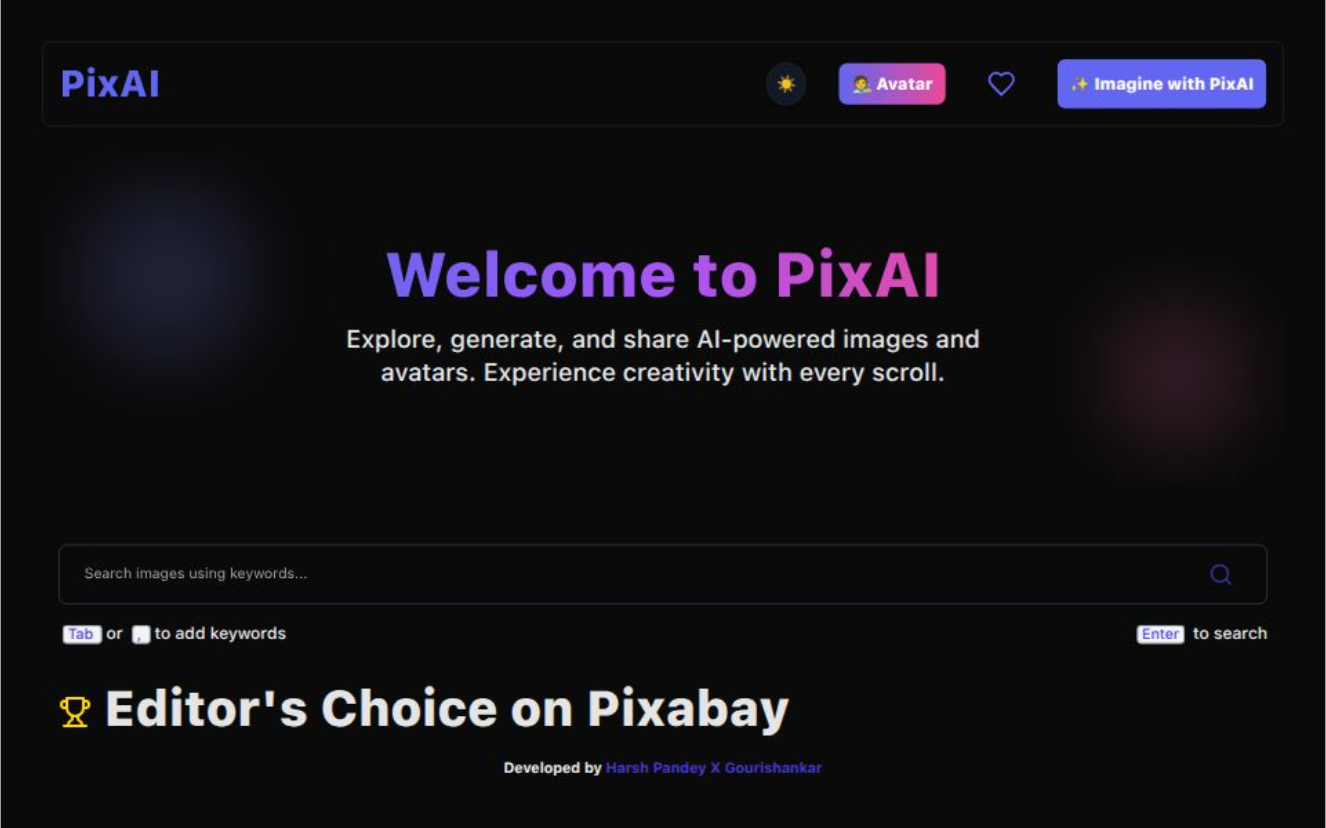 PixAI
Avatar
Imagine with PixAI
Welcome to PixAI
Explore, generate, and share AI-powered images and
avatars. Experience creativity with every scroll.
Search images using keywords...
Tab or , to add keywords
Enter to search
Editor's Choice on Pixabay
Developed by Harsh Pandey X Gourishankar